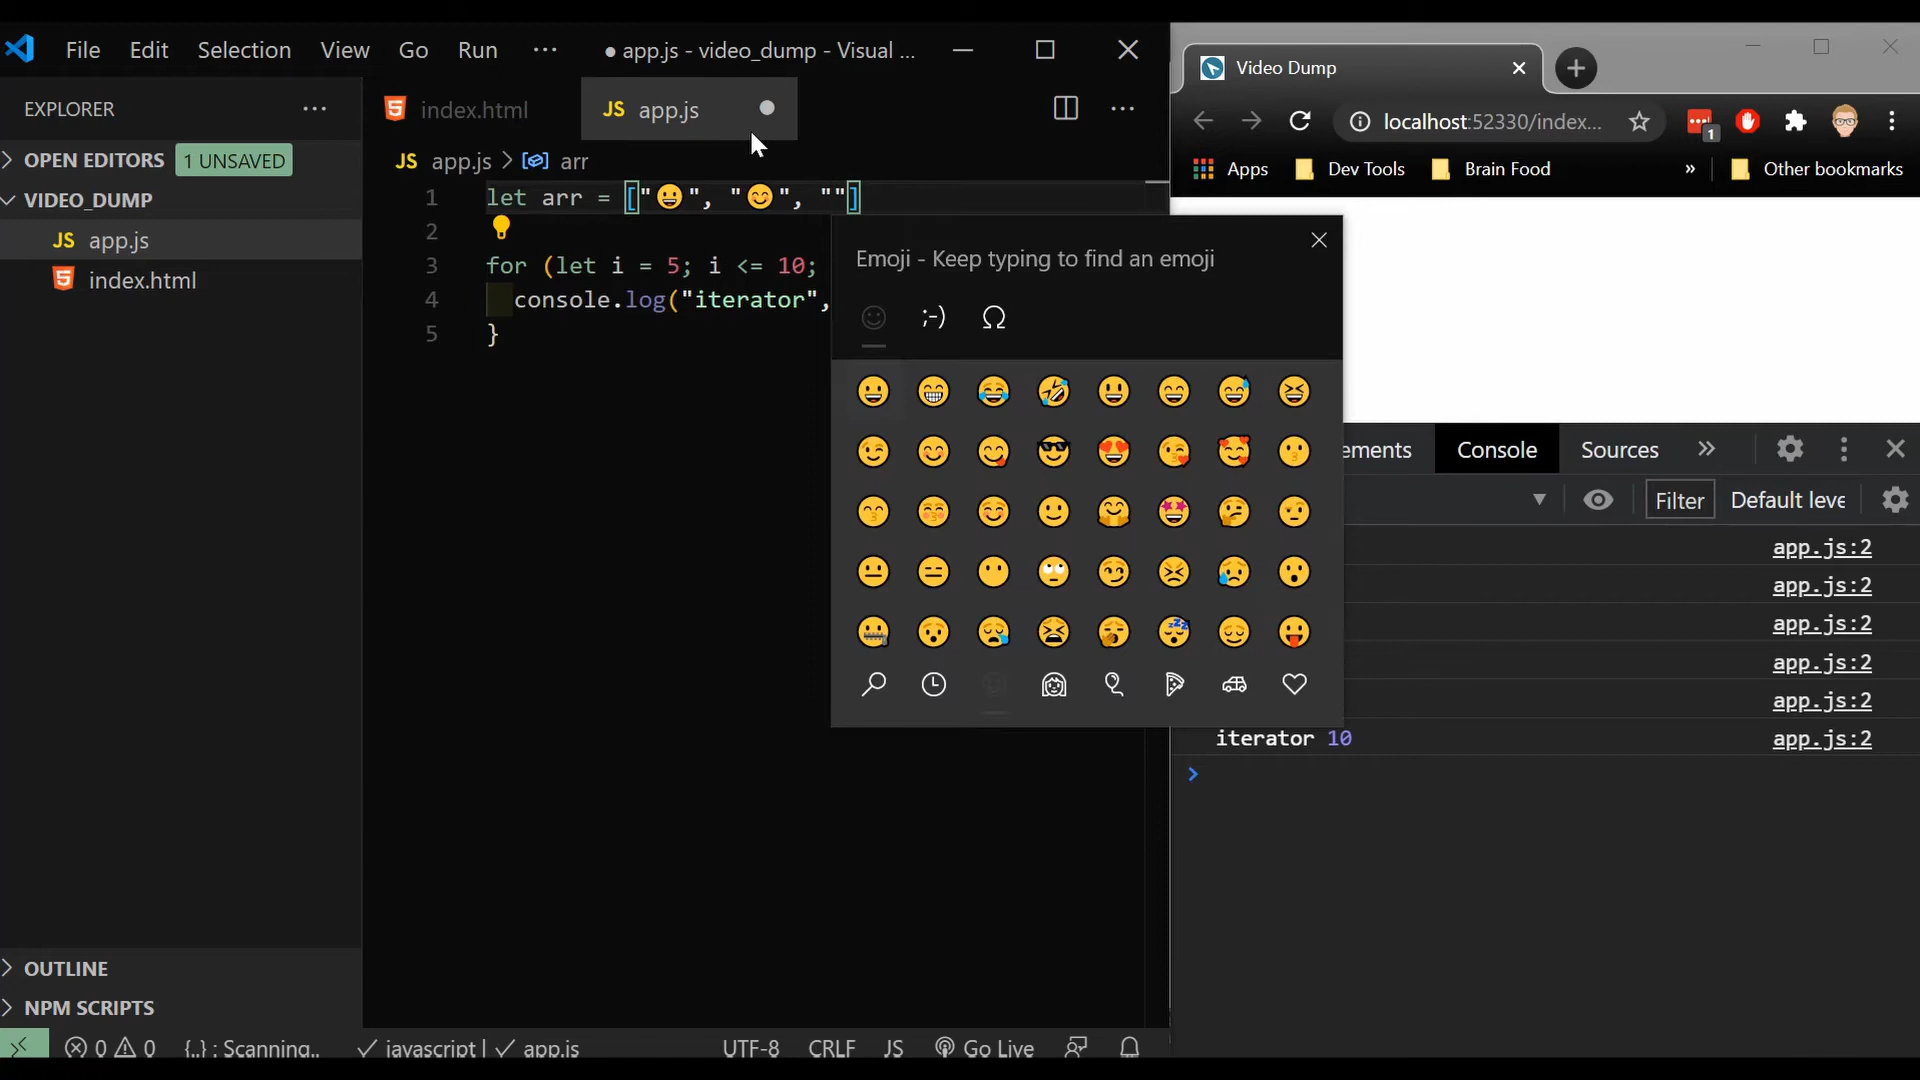 File Edit Selection View Go Run ··· ● app.js - video_dump - Visual ...
EXPLORER ···
OPEN EDITORS 1 UNSAVED
VIDEO_DUMP
JS app.js
index.html
OUTLINE
NPM SCRIPTS
index.html JS app.js
JS app.js > arr
1 let arr = ["😀", "😊", ""]
2
3 for (let i = 5; i <= 10;
4 console.log("iterator",
5 }
Emoji - Keep typing to find an emoji
;-) Ω
0 0 {..} : Scanning.. ✓ javascript | ✓ app.js UTF-8 CRLF JS Go Live
Video Dump
localhost:52330/index...
1
Apps Dev Tools Brain Food » Other bookmarks
ements Console Sources »
Filter Default leve
app.js:2
app.js:2
app.js:2
app.js:2
app.js:2
iterator 10 app.js:2
>